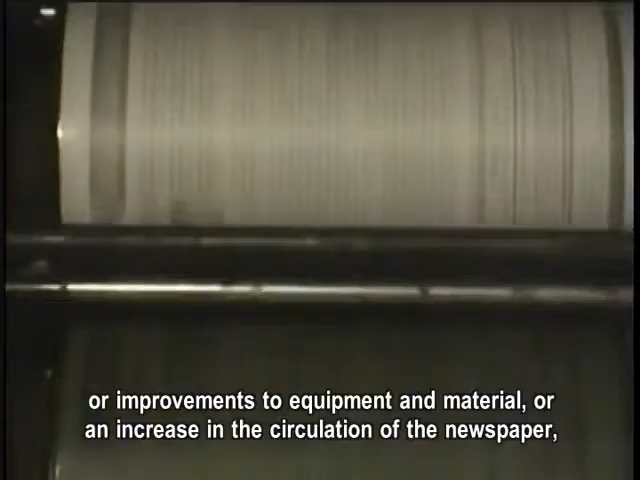 or improvements to equipment and material, or
an increase in the circulation of the newspaper,